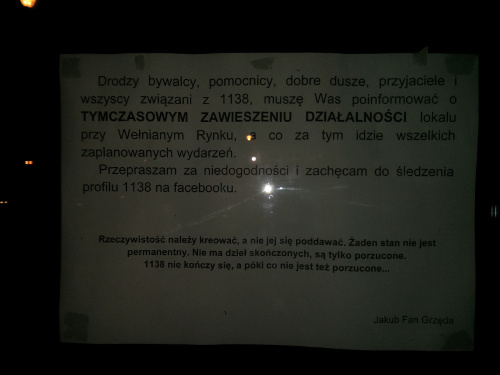 Drodzy bywalcy, pomocnicy, dobre dusze, przyjaciele i
wszyscy związani z 1138, muszę Was poinformować o
TYMCZASOWYM ZAWIESZENIU DZIAŁALNOŚCI lokalu
przy Wełnianym Rynku, a co za tym idzie wszelkich
zaplanowanych wydarzeń.
Przepraszam za niedogodności i zachęcam do śledzenia
profilu 1138 na facebooku.
Rzeczywistość należy kreować, a nie jej się poddawać. Żaden stan nie jest
permanentny. Nie ma dzieł skończonych, są tylko porzucone.
1138 nie kończy się, a póki co nie jest też porzucone...
Jakub Fan Grzęda